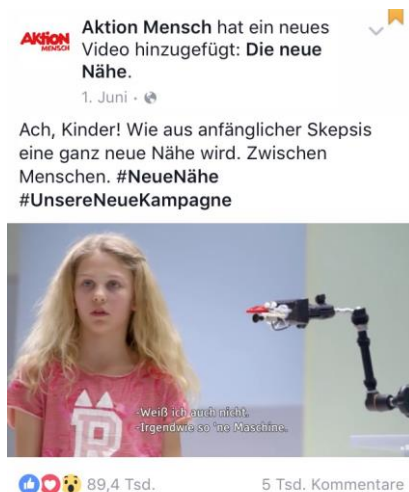 AKTION
MENSCH
Aktion Mensch hat ein neues
Video hinzugefügt: Die neue
Nähe.
1. Juni ·
Ach, Kinder! Wie aus anfänglicher Skepsis
eine ganz neue Nähe wird. Zwischen
Menschen. #NeueNähe
#UnsereNeueKampagne
R
-Weiß ich auch nicht.
-Irgendwie so 'ne Maschine.
89,4 Tsd.
5 Tsd. Kommentare